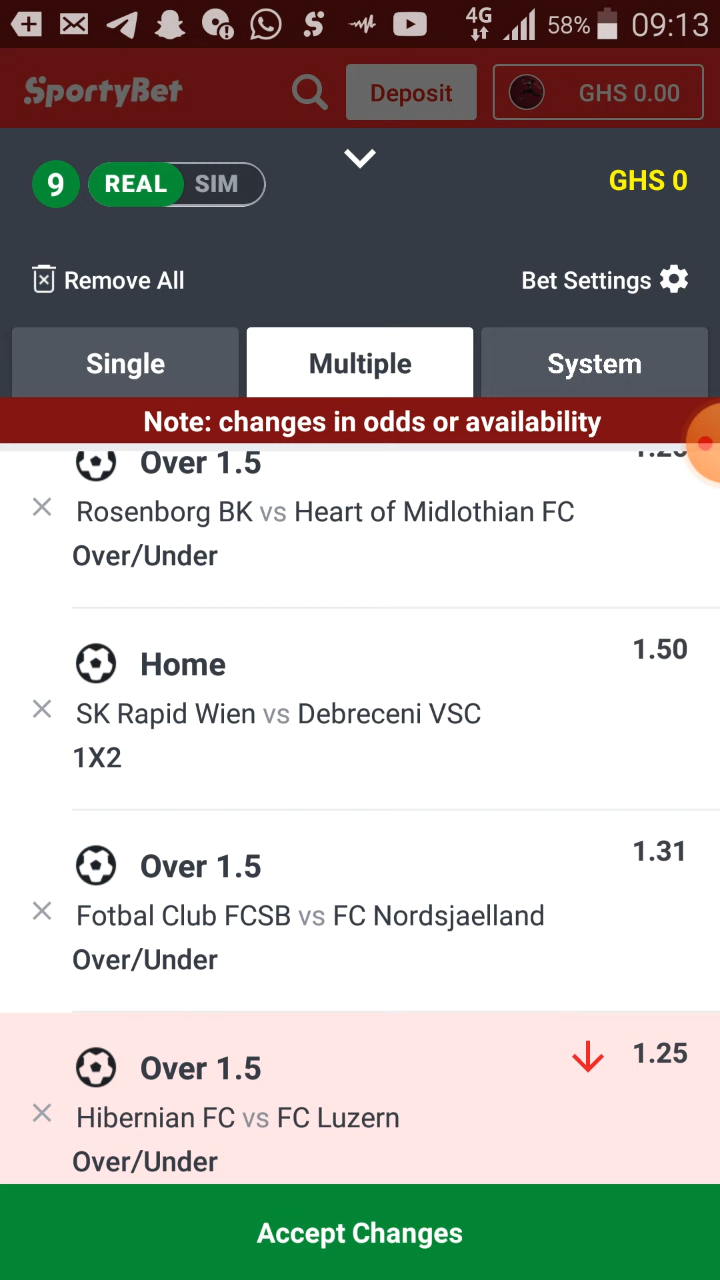 4G 58% 09:13
SportyBet Deposit GHS 0.00
9 REAL SIM GHS 0
Remove All Bet Settings
Single Multiple System
Note: changes in odds or availability
Over 1.5
Rosenborg BK vs Heart of Midlothian FC
Over/Under
Home 1.50
SK Rapid Wien vs Debreceni VSC
1X2
Over 1.5 1.31
Fotbal Club FCSB vs FC Nordsjaelland
Over/Under
Over 1.5 1.25
Hibernian FC vs FC Luzern
Over/Under
Accept Changes